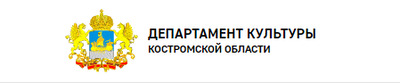 ДЕПАРТАМЕНТ КУЛЬТУРЫ
КОСТРОМСКОЙ ОБЛАСТИ